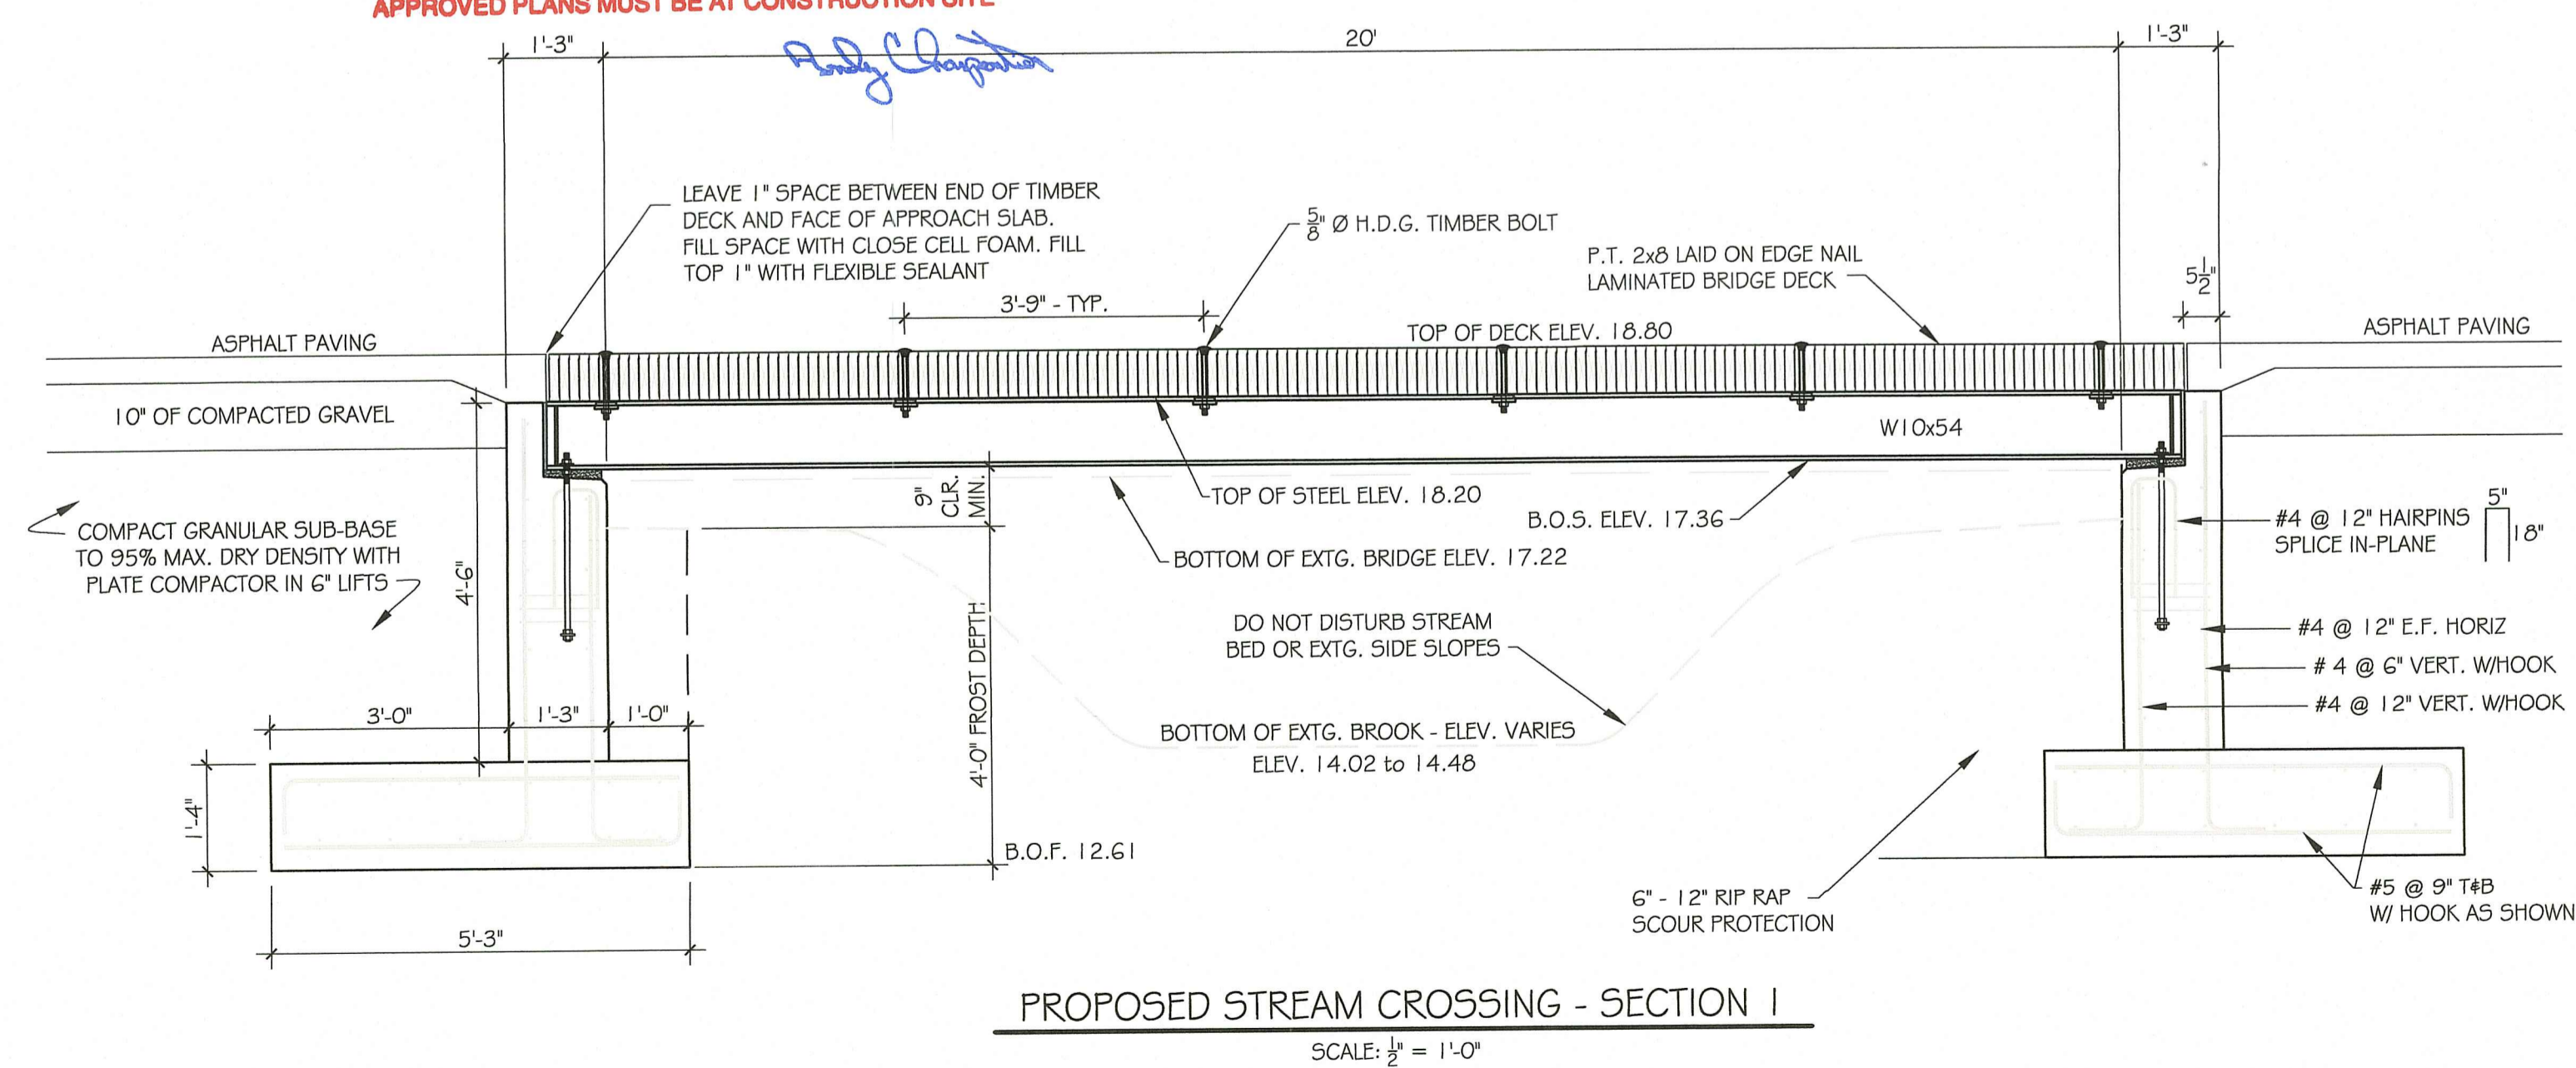 APPROVED PLANS MUST BE AT CONSTRUCTION SITE
1'-3"
20'
1'-3"
Andy Charpentier
LEAVE 1" SPACE BETWEEN END OF TIMBER
DECK AND FACE OF APPROACH SLAB.
FILL SPACE WITH CLOSE CELL FOAM. FILL
TOP 1" WITH FLEXIBLE SEALANT
5/8" Ø H.D.G. TIMBER BOLT
P.T. 2x8 LAID ON EDGE NAIL
LAMINATED BRIDGE DECK
5 1/2"
3'-9" - TYP.
TOP OF DECK ELEV. 18.80
ASPHALT PAVING
ASPHALT PAVING
10" OF COMPACTED GRAVEL
W10x54
9"
CLR.
MIN.
TOP OF STEEL ELEV. 18.20
B.O.S. ELEV. 17.36
BOTTOM OF EXTG. BRIDGE ELEV. 17.22
COMPACT GRANULAR SUB-BASE
TO 95% MAX. DRY DENSITY WITH
PLATE COMPACTOR IN 6" LIFTS
4'-6"
#4 @ 12" HAIRPINS
SPLICE IN-PLANE
5"
18"
4'-0" FROST DEPTH
DO NOT DISTURB STREAM
BED OR EXTG. SIDE SLOPES
#4 @ 12" E.F. HORIZ
# 4 @ 6" VERT. W/HOOK
#4 @ 12" VERT. W/HOOK
3'-0"
1'-3"
1'-0"
BOTTOM OF EXTG. BROOK - ELEV. VARIES
ELEV. 14.02 to 14.48
1'-4"
B.O.F. 12.61
6" - 12" RIP RAP
SCOUR PROTECTION
#5 @ 9" T&B
W/ HOOK AS SHOWN
5'-3"
PROPOSED STREAM CROSSING - SECTION 1
SCALE: 1/2" = 1'-0"